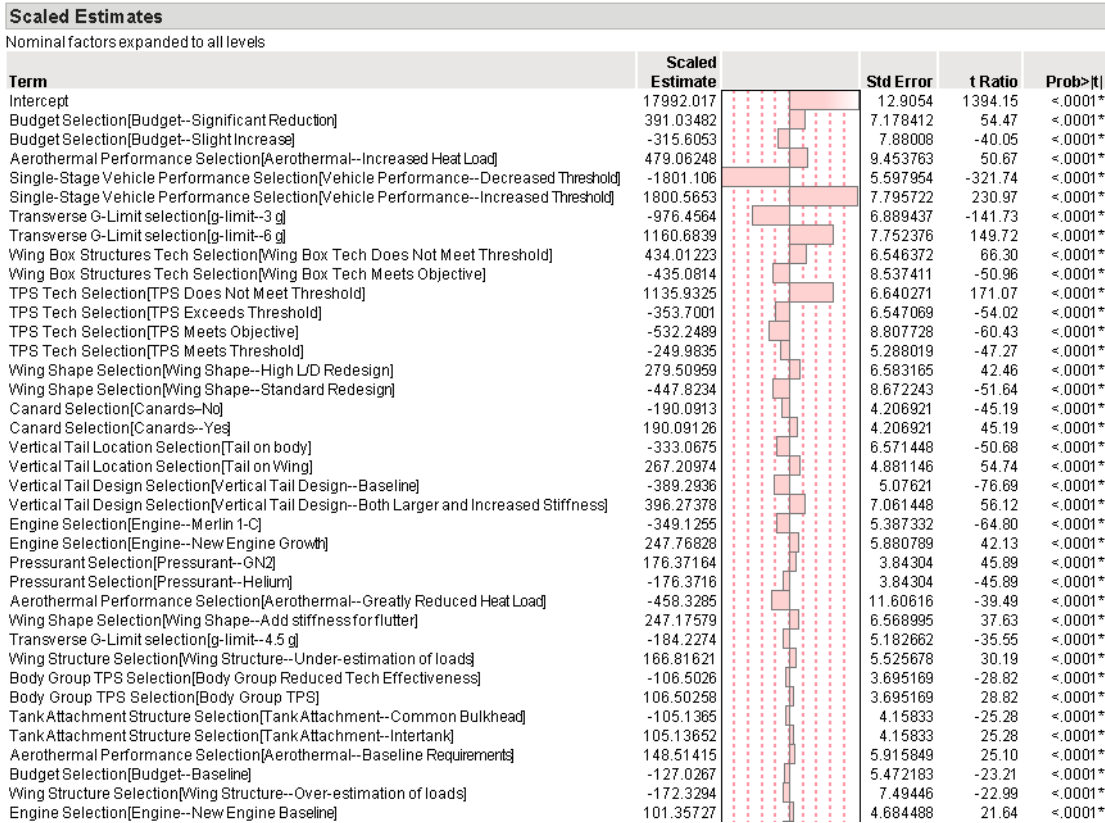 Scaled Estimates
Nominal factors expanded to all levels
Scaled
Term Estimate Std Error t Ratio Prob>|t|
Intercept 17992.017 12.9054 1394.15 <.0001*
Budget Selection[Budget--Significant Reduction] 391.03482 7.178412 54.47 <.0001*
Budget Selection[Budget--Slight Increase] -315.6053 7.88008 -40.05 <.0001*
Aerothermal Performance Selection[Aerothermal--Increased Heat Load] 479.06248 9.453763 50.67 <.0001*
Single-Stage Vehicle Performance Selection[Vehicle Performance--Decreased Threshold] -1801.106 5.597954 -321.74 <.0001*
Single-Stage Vehicle Performance Selection[Vehicle Performance--Increased Threshold] 1800.5653 7.795722 230.97 <.0001*
Transverse G-Limit selection[g-limit--3 g] -976.4564 6.889437 -141.73 <.0001*
Transverse G-Limit selection[g-limit--6 g] 1160.6839 7.752376 149.72 <.0001*
Wing Box Structures Tech Selection[Wing Box Tech Does Not Meet Threshold] 434.01223 6.546372 66.30 <.0001*
Wing Box Structures Tech Selection[Wing Box Tech Meets Objective] -435.0814 8.537411 -50.96 <.0001*
TPS Tech Selection[TPS Does Not Meet Threshold] 1135.9325 6.640271 171.07 <.0001*
TPS Tech Selection[TPS Exceeds Threshold] -353.7001 6.547069 -54.02 <.0001*
TPS Tech Selection[TPS Meets Objective] -532.2489 8.807728 -60.43 <.0001*
TPS Tech Selection[TPS Meets Threshold] -249.9835 5.288019 -47.27 <.0001*
Wing Shape Selection[Wing Shape--High L/D Redesign] 279.50959 6.583165 42.46 <.0001*
Wing Shape Selection[Wing Shape--Standard Redesign] -447.8234 8.672243 -51.64 <.0001*
Canard Selection[Canards--No] -190.0913 4.206921 -45.19 <.0001*
Canard Selection[Canards--Yes] 190.09126 4.206921 45.19 <.0001*
Vertical Tail Location Selection[Tail on body] -333.0675 6.571448 -50.68 <.0001*
Vertical Tail Location Selection[Tail on Wing] 267.20974 4.881146 54.74 <.0001*
Vertical Tail Design Selection[Vertical Tail Design--Baseline] -389.2936 5.07621 -76.69 <.0001*
Vertical Tail Design Selection[Vertical Tail Design--Both Larger and Increased Stiffness] 396.27378 7.061448 56.12 <.0001*
Engine Selection[Engine--Merlin 1-C] -349.1255 5.387332 -64.80 <.0001*
Engine Selection[Engine--New Engine Growth] 247.76828 5.880789 42.13 <.0001*
Pressurant Selection[Pressurant--GN2] 176.37164 3.84304 45.89 <.0001*
Pressurant Selection[Pressurant--Helium] -176.3716 3.84304 -45.89 <.0001*
Aerothermal Performance Selection[Aerothermal--Greatly Reduced Heat Load] -458.3285 11.60616 -39.49 <.0001*
Wing Shape Selection[Wing Shape--Add stiffness for flutter] 247.17579 6.568995 37.63 <.0001*
Transverse G-Limit selection[g-limit--4.5 g] -184.2274 5.182662 -35.55 <.0001*
Wing Structure Selection[Wing Structure--Under-estimation of loads] 166.81621 5.525678 30.19 <.0001*
Body Group TPS Selection[Body Group Reduced Tech Effectiveness] -106.5026 3.695169 -28.82 <.0001*
Body Group TPS Selection[Body Group TPS] 106.50258 3.695169 28.82 <.0001*
Tank Attachment Structure Selection[Tank Attachment--Common Bulkhead] -105.1365 4.15833 -25.28 <.0001*
Tank Attachment Structure Selection[Tank Attachment--Intertank] 105.13652 4.15833 25.28 <.0001*
Aerothermal Performance Selection[Aerothermal--Baseline Requirements] 148.51415 5.915849 25.10 <.0001*
Budget Selection[Budget--Baseline] -127.0267 5.472183 -23.21 <.0001*
Wing Structure Selection[Wing Structure--Over-estimation of loads] -172.3294 7.49446 -22.99 <.0001*
Engine Selection[Engine--New Engine Baseline] 101.35727 4.684488 21.64 <.0001*